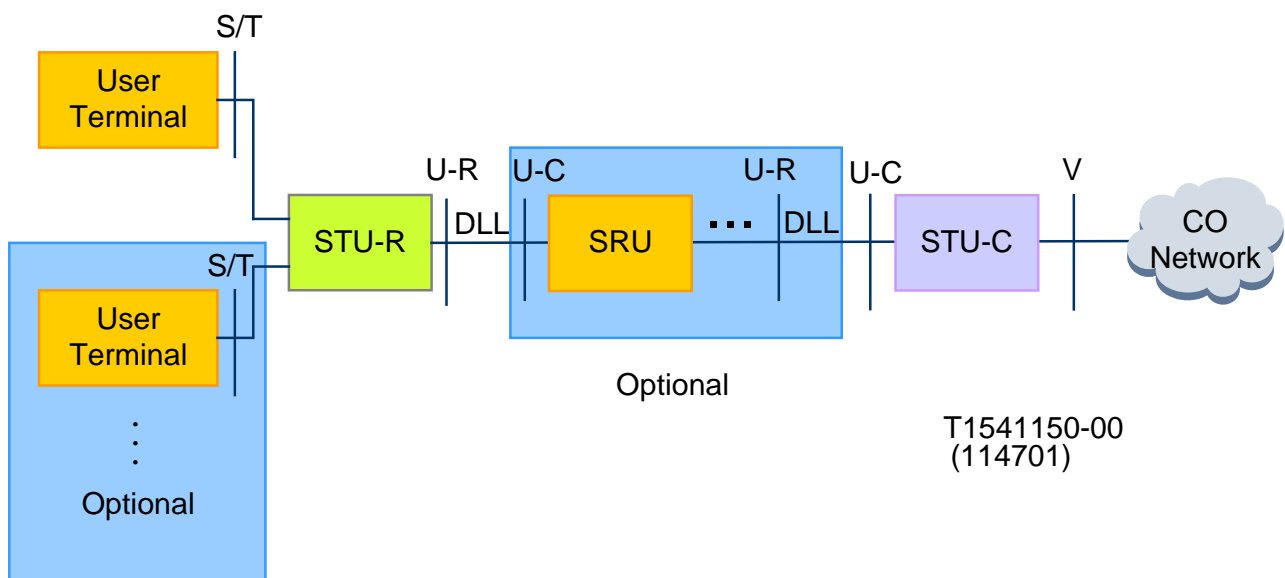 S/T
User
Terminal
U-R
U-C
U-R
U-C
V
DLL
DLL
STU-R
SRU
...
STU-C
CO
Network
S/T
User
Terminal
Optional
Optional
T1541150-00
(114701)